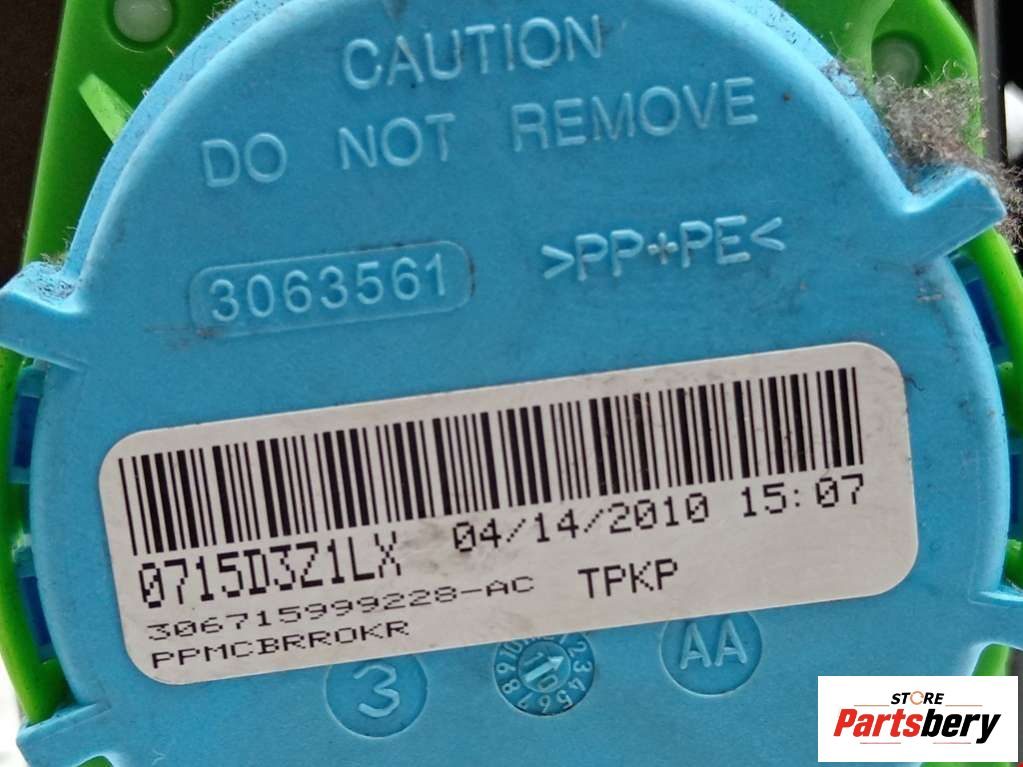 CAUTION
DO NOT REMOVE
>PP+PE<
3063561
0715D3Z1LX 04/14/2010 15:07
306715999228-AC TPKP
PPMCBRROKR
3
10
AA
STORE
Partsbery